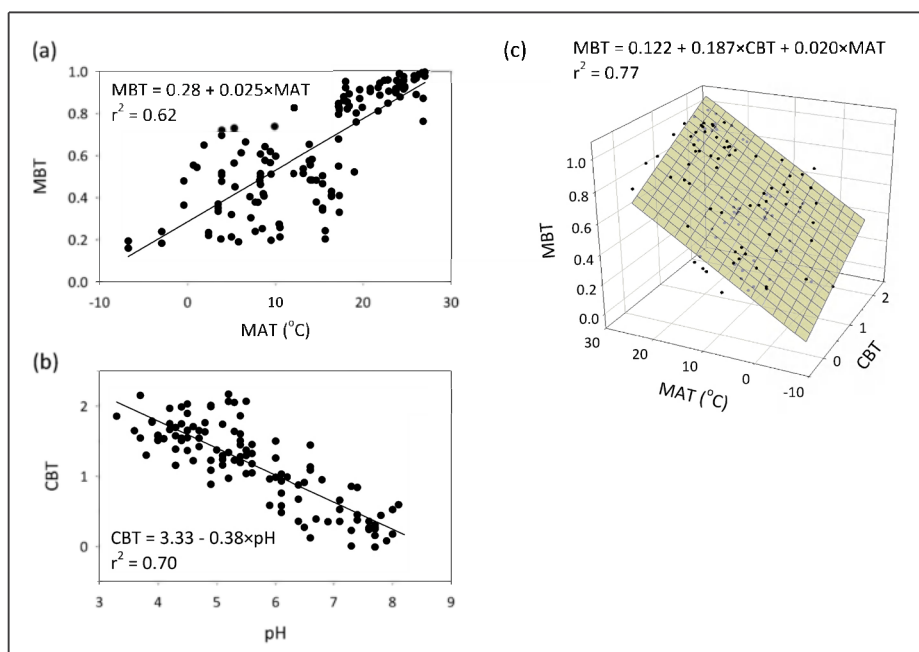 (a)
MBT = 0.28 + 0.025×MAT
r² = 0.62
1.0
0.8
0.6
0.4
0.2
0.0
MBT
-10
0
10
20
30
MAT (°C)
(b)
2
1
0
CBT
CBT = 3.33 - 0.38×pH
r² = 0.70
3
4
5
6
7
8
9
pH
(c)
MBT = 0.122 + 0.187×CBT + 0.020×MAT
r² = 0.77
1.0
0.8
0.6
0.4
0.2
0.0
MBT
30
20
10
0
-10
MAT (°C)
2
1
0
CBT